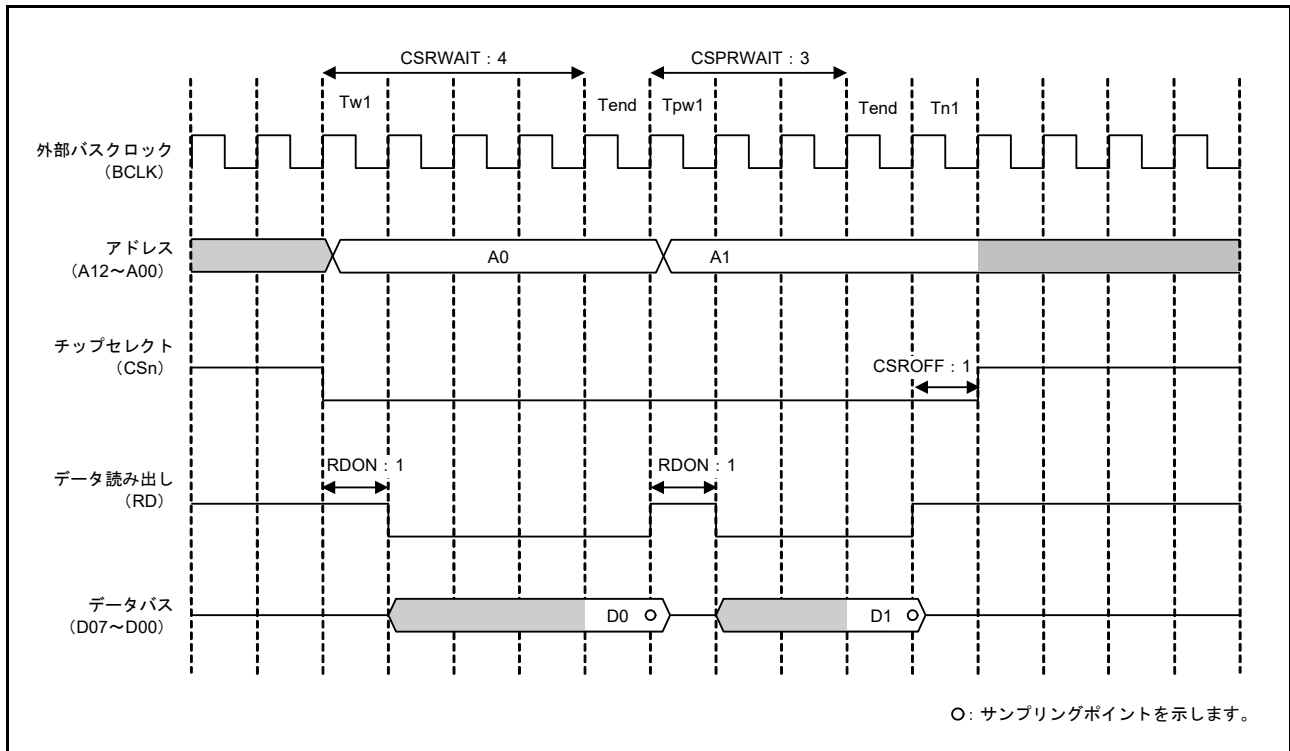 CSRWAIT：4
CSPRWAIT：3
Tw1
Tend
Tpw1
Tend
Tn1
外部バスクロック
（BCLK）
アドレス
（A12～A00）
A0
A1
チップセレクト
（CSn）
CSROFF：1
データ読み出し
（RD）
RDON：1
RDON：1
データバス
（D07～D00）
D0
D1
：サンプリングポイントを示します。